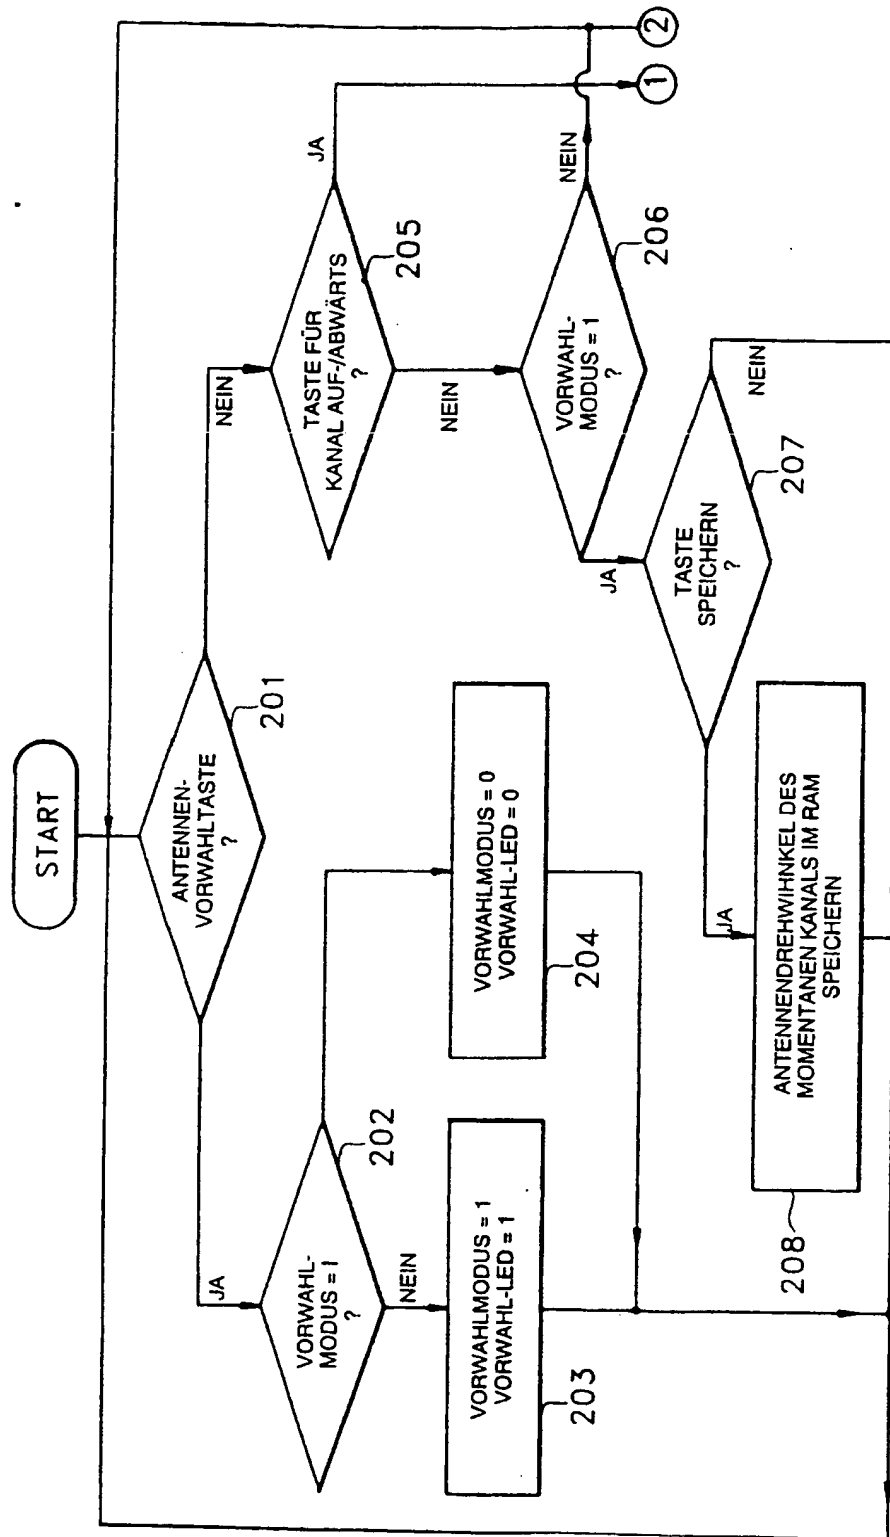 START
ANTENNEN-
VORWAHLTASTE
?
201
JA
NEIN
VORWAHL-
MODUS = 1
?
202
NEIN
VORWAHLMODUS = 1
VORWAHL-LED = 1
203
VORWAHLMODUS = 0
VORWAHL-LED = 0
204
TASTE FÜR
KANAL AUF-/ABWÄRTS
?
205
JA
NEIN
1
2
VORWAHL-
MODUS = 1
?
206
NEIN
JA
TASTE
SPEICHERN
?
207
NEIN
JA
ANTENNENDREHWIHNKEL DES
MOMENTANEN KANALS IM RAM
SPEICHERN
208